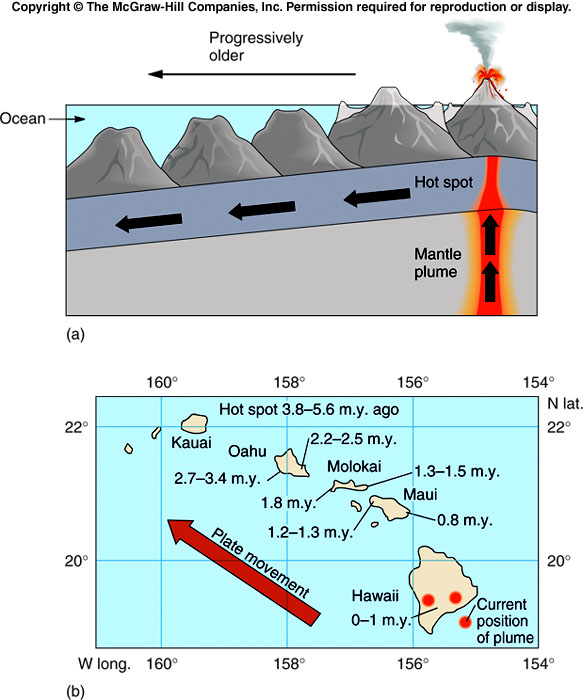 Copyright © The McGraw-Hill Companies, Inc. Permission required for reproduction or display.
Progressively
older
Ocean
Hot spot
Mantle
plume
(a)
160° 158° 156° 154°
N lat.
Hot spot 3.8–5.6 m.y. ago
22° 22°
Kauai
2.2–2.5 m.y.
Oahu
Molokai
1.3–1.5 m.y.
2.7–3.4 m.y.
Maui
1.8 m.y.
0.8 m.y.
1.2–1.3 m.y.
Plate movement
20° 20°
Hawaii
0–1 m.y.
Current
position
of plume
W long. 160° 158° 156° 154°
(b)